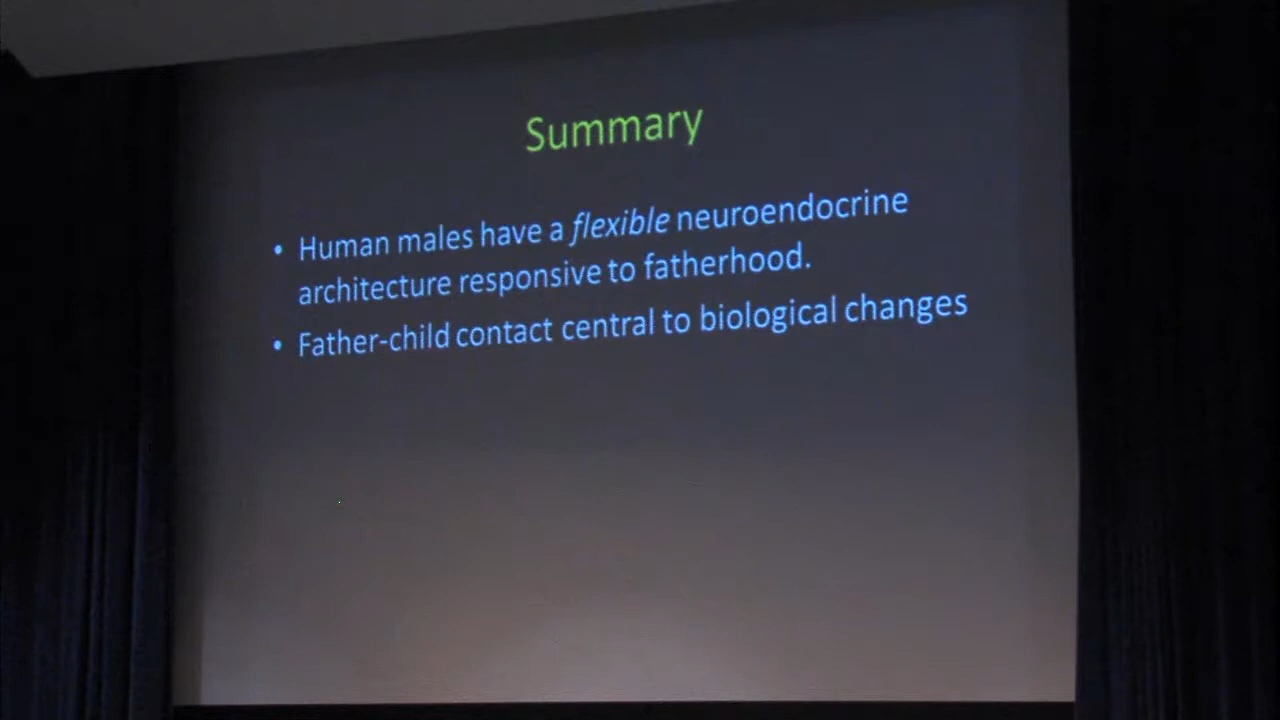 Summary
• Human males have a flexible neuroendocrine
architecture responsive to fatherhood.
• Father-child contact central to biological changes